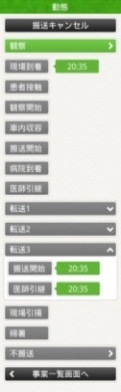 動態
搬送キャンセル
観察
現場到着 20:35
患者接触
観察開始
車内収容
搬送開始
病院到着
医師引継
転送1
転送2
転送3
搬送開始 20:35
医師引継 20:35
現場引揚
帰署
不搬送
事案一覧画面へ